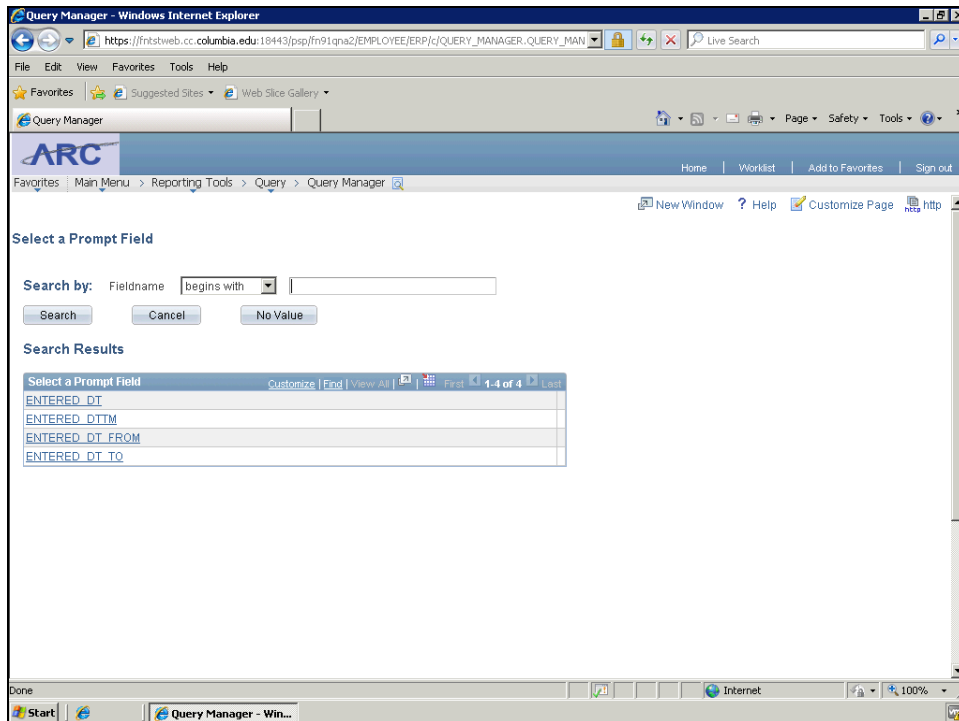 Query Manager - Windows Internet Explorer
https://fntstweb.cc.columbia.edu:18443/psp/fn91qna2/EMPLOYEE/ERP/c/QUERY_MANAGER.QUERY_MAN
Live Search
File Edit View Favorites Tools Help
Favorites Suggested Sites Web Slice Gallery
Query Manager
Page Safety Tools
ARC
Home | Worklist | Add to Favorites | Sign out
Favorites Main Menu > Reporting Tools > Query > Query Manager
New Window ? Help Customize Page http
Select a Prompt Field
Search by: Fieldname begins with
Search Cancel No Value
Search Results
Select a Prompt Field Customize | Find | View All | | First 1-4 of 4 Last
ENTERED_DT
ENTERED_DTTM
ENTERED_DT_FROM
ENTERED_DT_TO
Done Internet 100%
Start Query Manager - Win...